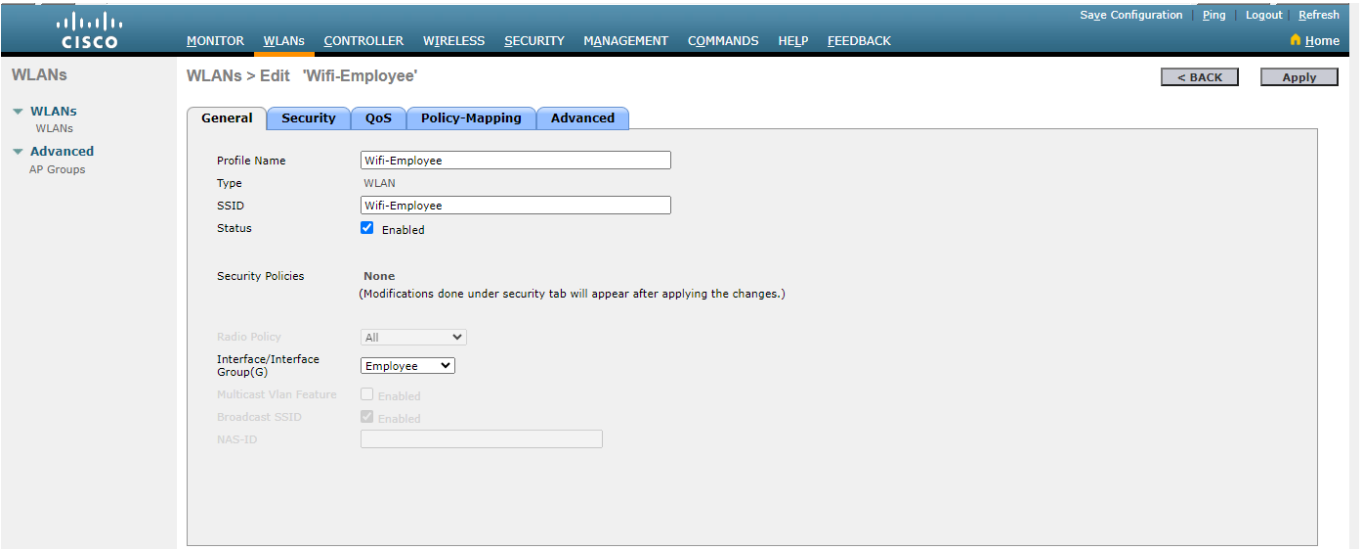 Save Configuration | Ping | Logout | Refresh
CISCO MONITOR WLANs CONTROLLER WIRELESS SECURITY MANAGEMENT COMMANDS HELP FEEDBACK Home
WLANs
WLANs > Edit 'Wifi-Employee'
< BACK Apply
WLANs
WLANs
Advanced
AP Groups
General Security QoS Policy-Mapping Advanced
Profile Name Wifi-Employee
Type WLAN
SSID Wifi-Employee
Status Enabled
Security Policies None
(Modifications done under security tab will appear after applying the changes.)
Radio Policy All
Interface/Interface
Group(G) Employee
Multicast Vlan Feature Enabled
Broadcast SSID Enabled
NAS-ID